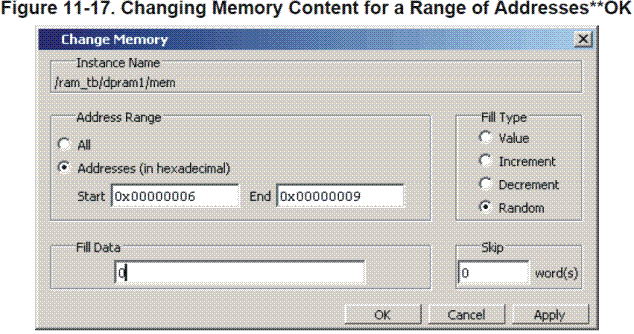 Figure 11-17. Changing Memory Content for a Range of Addresses**OK
Change Memory
Instance Name
/ram_tb/dpram1/mem
Address Range
All
Addresses (in hexadecimal)
Start 0x00000006 End 0x00000009
Fill Type
Value
Increment
Decrement
Random
Fill Data
0
Skip
0 word(s)
OK Cancel Apply